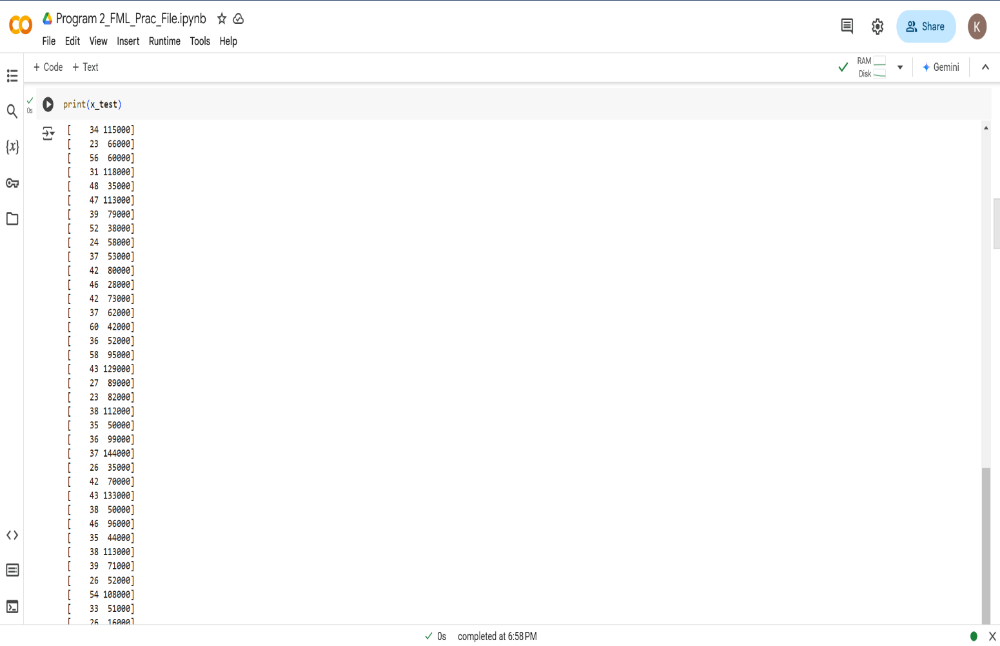 Program 2_FML_Prac_File.ipynb
File Edit View Insert Runtime Tools Help
Share
K
+ Code + Text
RAM
Disk
Gemini
0s
print(x_test)
[    34 115000]
[    23  66000]
[    56  60000]
[    31 118000]
[    48  35000]
[    47 113000]
[    39  79000]
[    52  38000]
[    24  58000]
[    37  53000]
[    42  80000]
[    46  28000]
[    42  73000]
[    37  62000]
[    60  42000]
[    36  52000]
[    58  95000]
[    43 129000]
[    27  89000]
[    23  82000]
[    38 112000]
[    35  50000]
[    36  99000]
[    37 144000]
[    26  35000]
[    42  70000]
[    43 133000]
[    38  50000]
[    46  96000]
[    35  44000]
[    38 113000]
[    39  71000]
[    26  52000]
[    54 108000]
[    33  51000]
[    26  16000]
0s completed at 6:58 PM